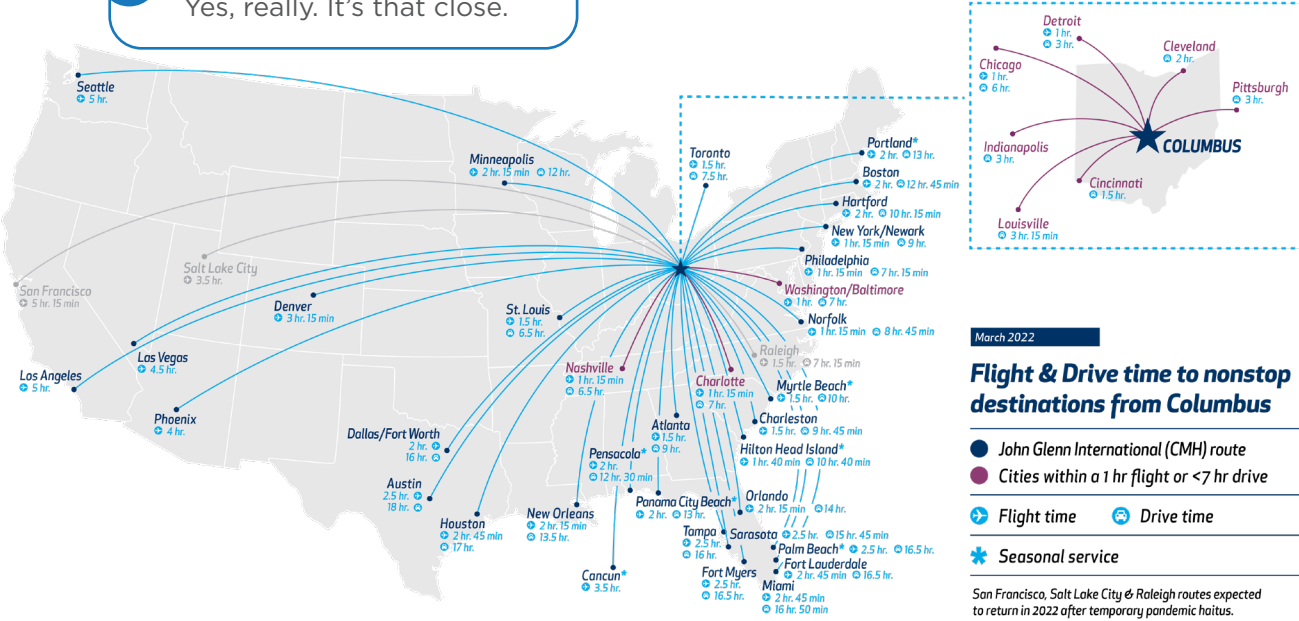 Yes, really. It's that close.
Seattle
5 hr.
Minneapolis
2 hr. 15 min 12 hr.
Toronto
1.5 hr.
7.5 hr.
Portland*
2 hr. 13 hr.
Boston
2 hr. 12 hr. 45 min
Hartford
2 hr. 10 hr. 15 min
New York/Newark
1 hr. 15 min 9 hr.
Philadelphia
1 hr. 15 min 7 hr. 15 min
Washington/Baltimore
1 hr. 7 hr.
Norfolk
1 hr. 15 min 8 hr. 45 min
Raleigh
1.5 hr. 7 hr. 15 min
Myrtle Beach*
1.5 hr. 10 hr.
Charleston
1.5 hr. 9 hr. 45 min
Hilton Head Island*
1 hr. 40 min 10 hr. 40 min
Salt Lake City
3.5 hr.
San Francisco
5 hr. 15 min
Denver
3 hr. 15 min
St. Louis
1.5 hr.
6.5 hr.
Las Vegas
4.5 hr.
Los Angeles
5 hr.
Phoenix
4 hr.
Nashville
1 hr. 15 min
6.5 hr.
Charlotte
1 hr. 15 min
7 hr.
Atlanta
1.5 hr.
9 hr.
Dallas/Fort Worth
2 hr.
16 hr.
Austin
2.5 hr.
18 hr.
Houston
2 hr. 45 min
17 hr.
New Orleans
2 hr. 15 min
13.5 hr.
Pensacola*
2 hr.
12 hr. 30 min
Panama City Beach*
2 hr. 13 hr.
Cancun*
3.5 hr.
Orlando
2 hr. 15 min 14 hr.
Tampa
2.5 hr.
16 hr.
Sarasota 2.5 hr. 15 hr. 45 min
Palm Beach* 2.5 hr. 16.5 hr.
Fort Lauderdale
2 hr. 45 min 16.5 hr.
Fort Myers
2.5 hr.
16.5 hr.
Miami
2 hr. 45 min
16 hr. 50 min
Detroit
1 hr.
3 hr.
Chicago
1 hr.
6 hr.
Cleveland
2 hr.
Pittsburgh
3 hr.
Indianapolis
3 hr.
COLUMBUS
Cincinnati
1.5 hr.
Louisville
3 hr. 15 min
March 2022
Flight & Drive time to nonstop
destinations from Columbus
John Glenn International (CMH) route
Cities within a 1 hr flight or <7 hr drive
Flight time Drive time
Seasonal service
San Francisco, Salt Lake City & Raleigh routes expected
to return in 2022 after temporary pandemic haitus.